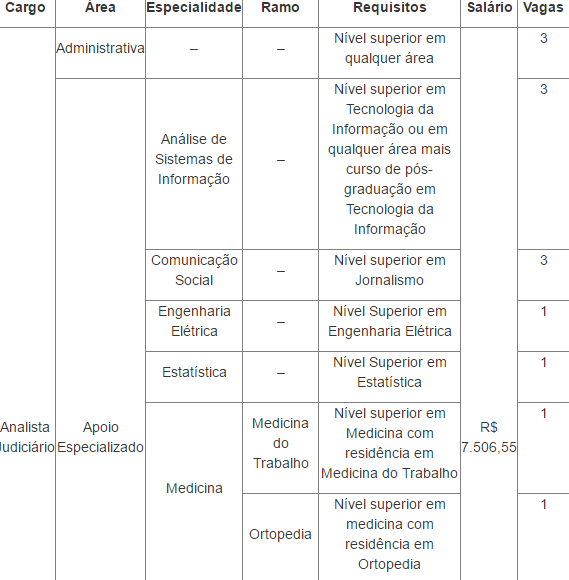 Cargo Área Especialidade Ramo Requisitos Salário Vagas
Administrativa – – Nível superior em qualquer área 3
Análise de Sistemas de Informação – Nível superior em Tecnologia da Informação ou em qualquer área mais curso de pós-graduação em Tecnologia da Informação 3
Comunicação Social – Nível superior em Jornalismo 3
Engenharia Elétrica – Nível Superior em Engenharia Elétrica 1
Estatística – Nível Superior em Estatística 1
Analista Judiciário Apoio Especializado Medicina Medicina do Trabalho Nível superior em Medicina com residência em Medicina do Trabalho R$ 7.506,55 1
Ortopedia Nível superior em medicina com residência em Ortopedia 1